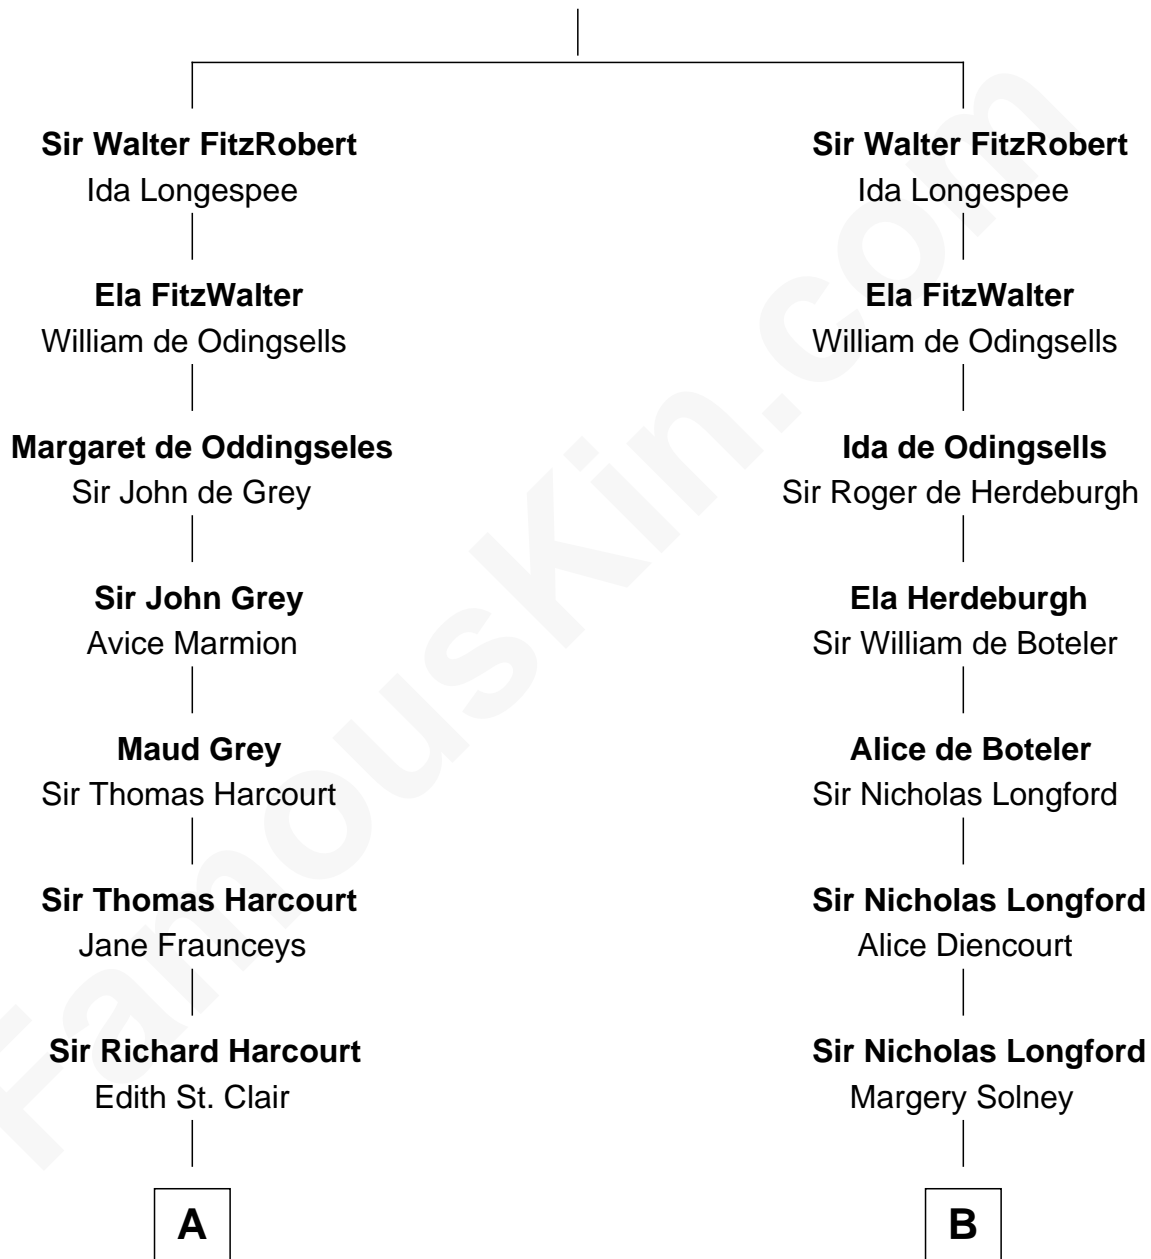 Sir Walter FitzRobert
Ida Longespee
Ela FitzWalter
William de Odingsells
Margaret de Oddingseles
Sir John de Grey
Sir John Grey
Avice Marmion
Maud Grey
Sir Thomas Harcourt
Sir Thomas Harcourt
Jane Fraunceys
Sir Richard Harcourt
Edith St. Clair
A
Sir Walter FitzRobert
Ida Longespee
Ela FitzWalter
William de Odingsells
Ida de Odingsells
Sir Roger de Herdeburgh
Ela Herdeburgh
Sir William de Boteler
Alice de Boteler
Sir Nicholas Longford
Sir Nicholas Longford
Alice Diencourt
Sir Nicholas Longford
Margery Solney
B
FamousKin.com